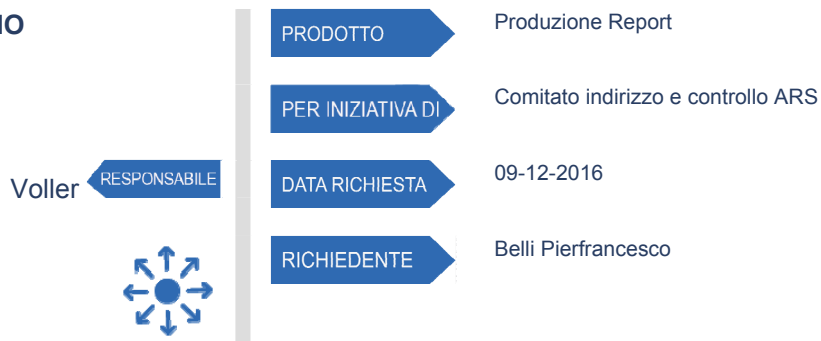 Voller
RESPONSABILE
PRODOTTO
Produzione Report
PER INIZIATIVA DI
Comitato indirizzo e controllo ARS
DATA RICHIESTA
09-12-2016
RICHIEDENTE
Belli Pierfrancesco